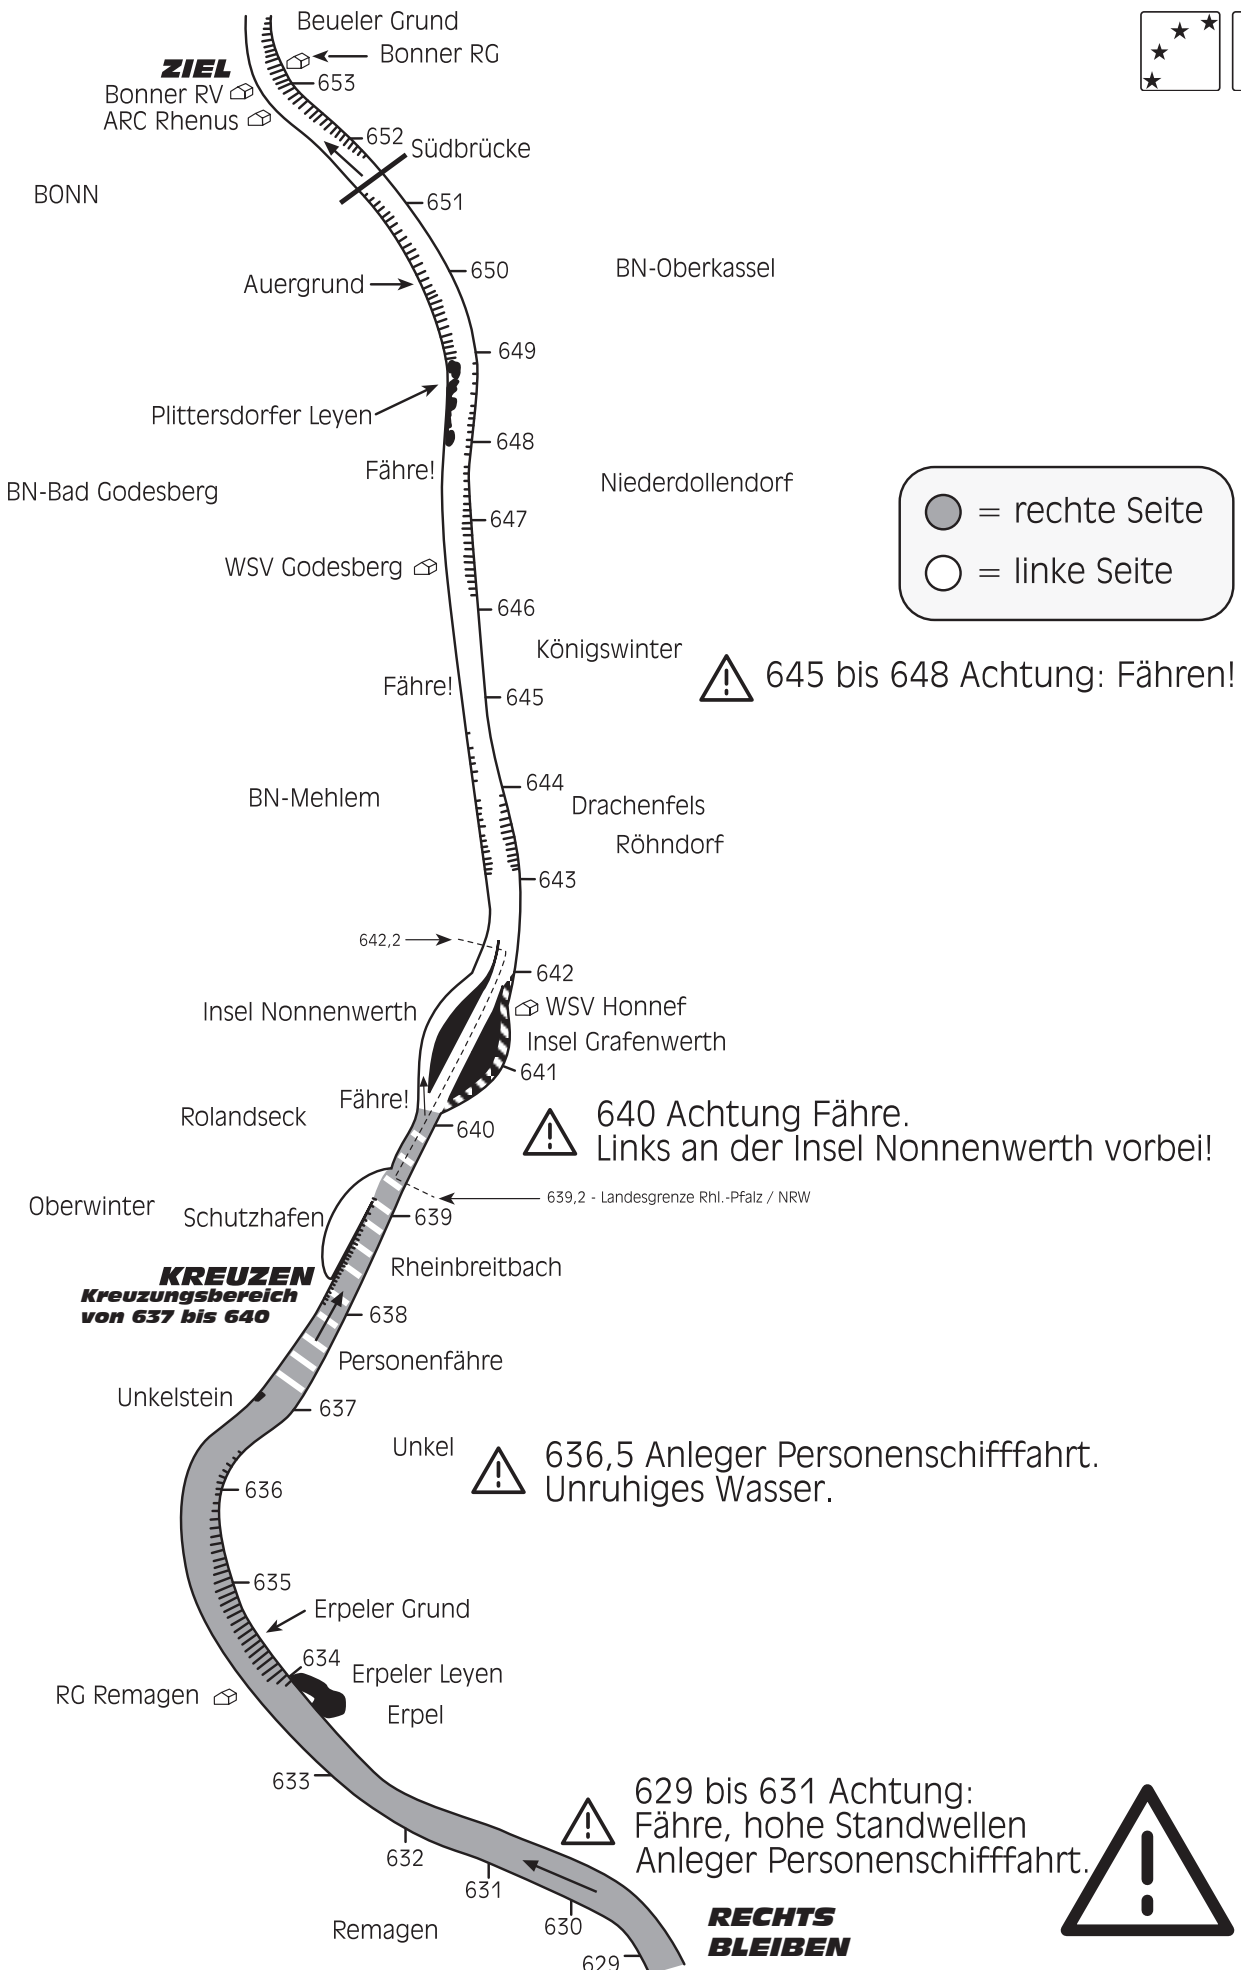 Beueler Grund
Bonner RG
ZIEL
653
Bonner RV
ARC Rhenus
652
Südbrücke
BONN
651
650
BN-Oberkassel
Auergrund
649
Plittersdorfer Leyen
648
Fähre!
BN-Bad Godesberg
Niederdollendorf
= rechte Seite
647
WSV Godesberg
= linke Seite
646
Königswinter
645 bis 648 Achtung: Fähren!
Fähre!
645
644
BN-Mehlem
Drachenfels
Röhndorf
643
642,2
642
Insel Nonnenwerth
WSV Honnef
Insel Grafenwerth
641
Fähre!
Rolandseck
640
640 Achtung Fähre.
Links an der Insel Nonnenwerth vorbei!
639,2 - Landesgrenze Rhl.-Pfalz / NRW
Oberwinter
Schutzhafen
639
Rheinbreitbach
KREUZEN
Kreuzungsbereich
von 637 bis 640
638
Personenfähre
Unkelstein
637
Unkel
636,5 Anleger Personenschifffahrt.
Unruhiges Wasser.
636
635
Erpeler Grund
634
Erpeler Leyen
RG Remagen
Erpel
633
629 bis 631 Achtung:
Fähre, hohe Standwellen
Anleger Personenschifffahrt.
632
631
630
Remagen
RECHTS
BLEIBEN
629